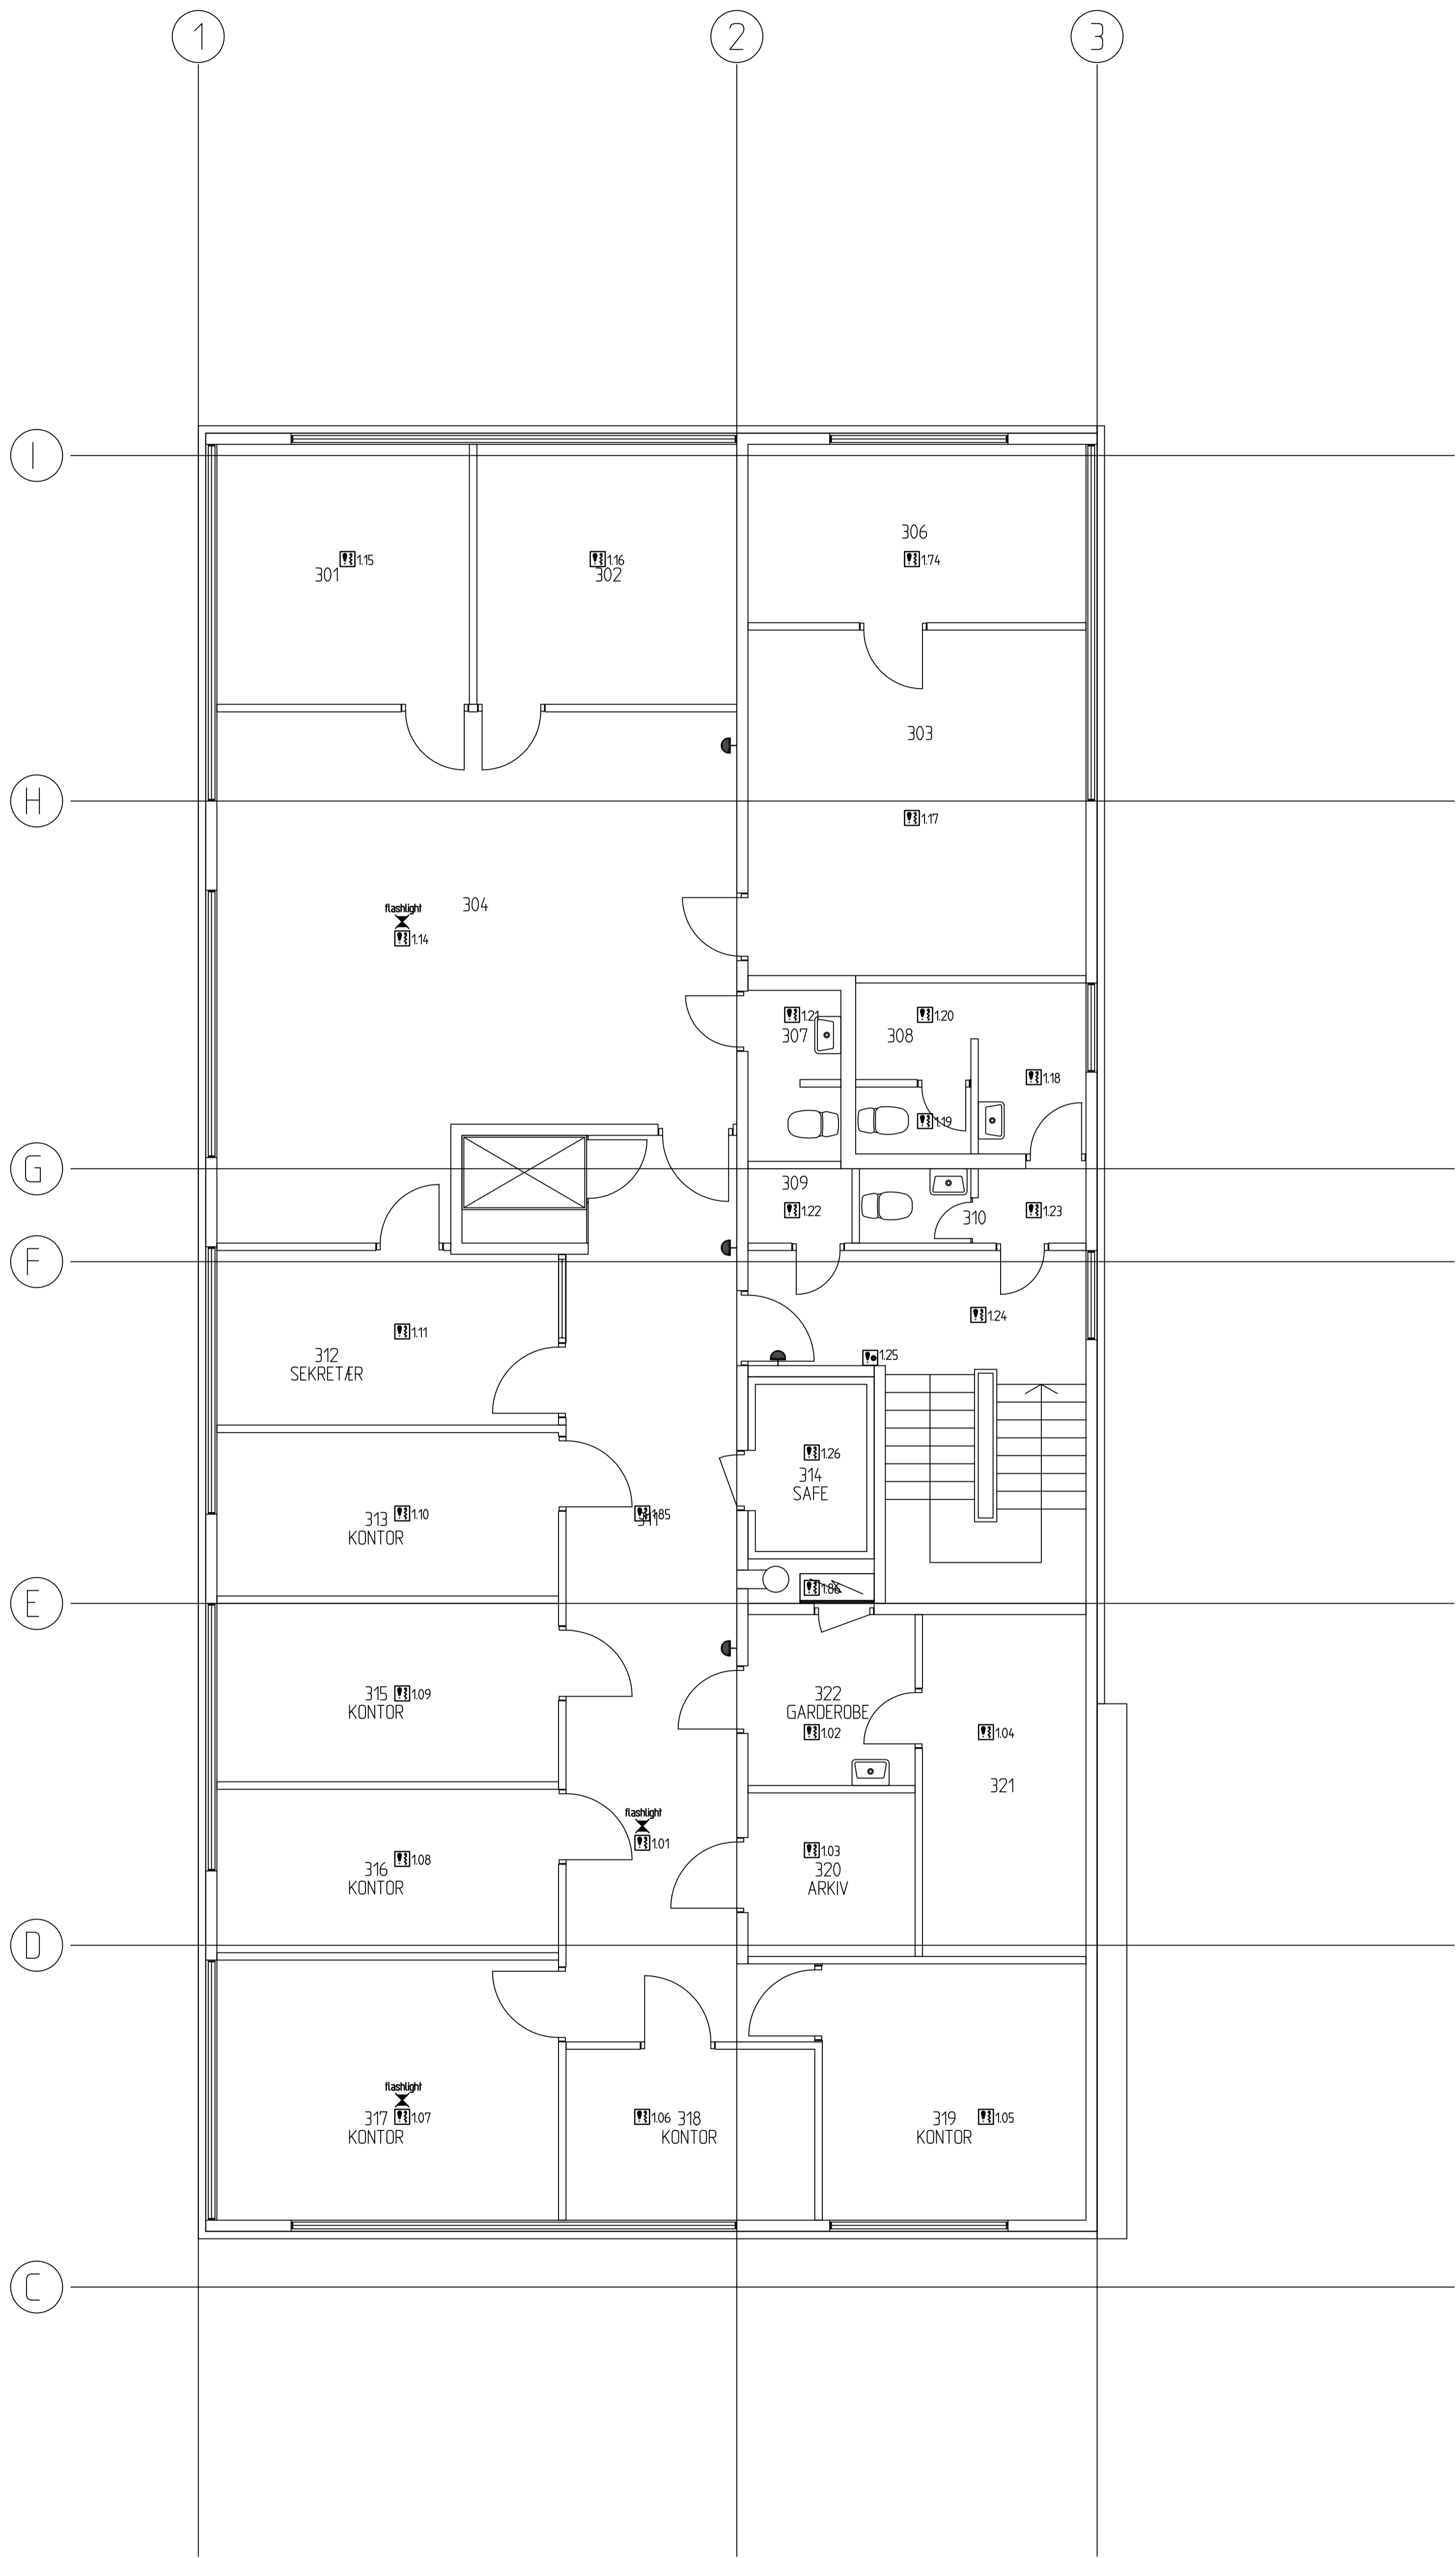 1 2 3
I
306
1.15 1.16 1.74
301 302
303
H
1.17
flashlight 304
1.14
1.21 1.20
307 308
1.18
1.19
G
309
1.22 310 1.23
F
1.24
1.11
312 1.25
SEKRETÆR
1.26
314
SAFE
313 1.10 311 1.85
KONTOR
1.86
E
315 1.09 322
KONTOR GARDEROBE
1.02 1.04
321
flashlight
1.01
1.03
316 1.08 320
KONTOR ARKIV
D
flashlight
317 1.07 1.06 318 319 1.05
KONTOR KONTOR KONTOR
C